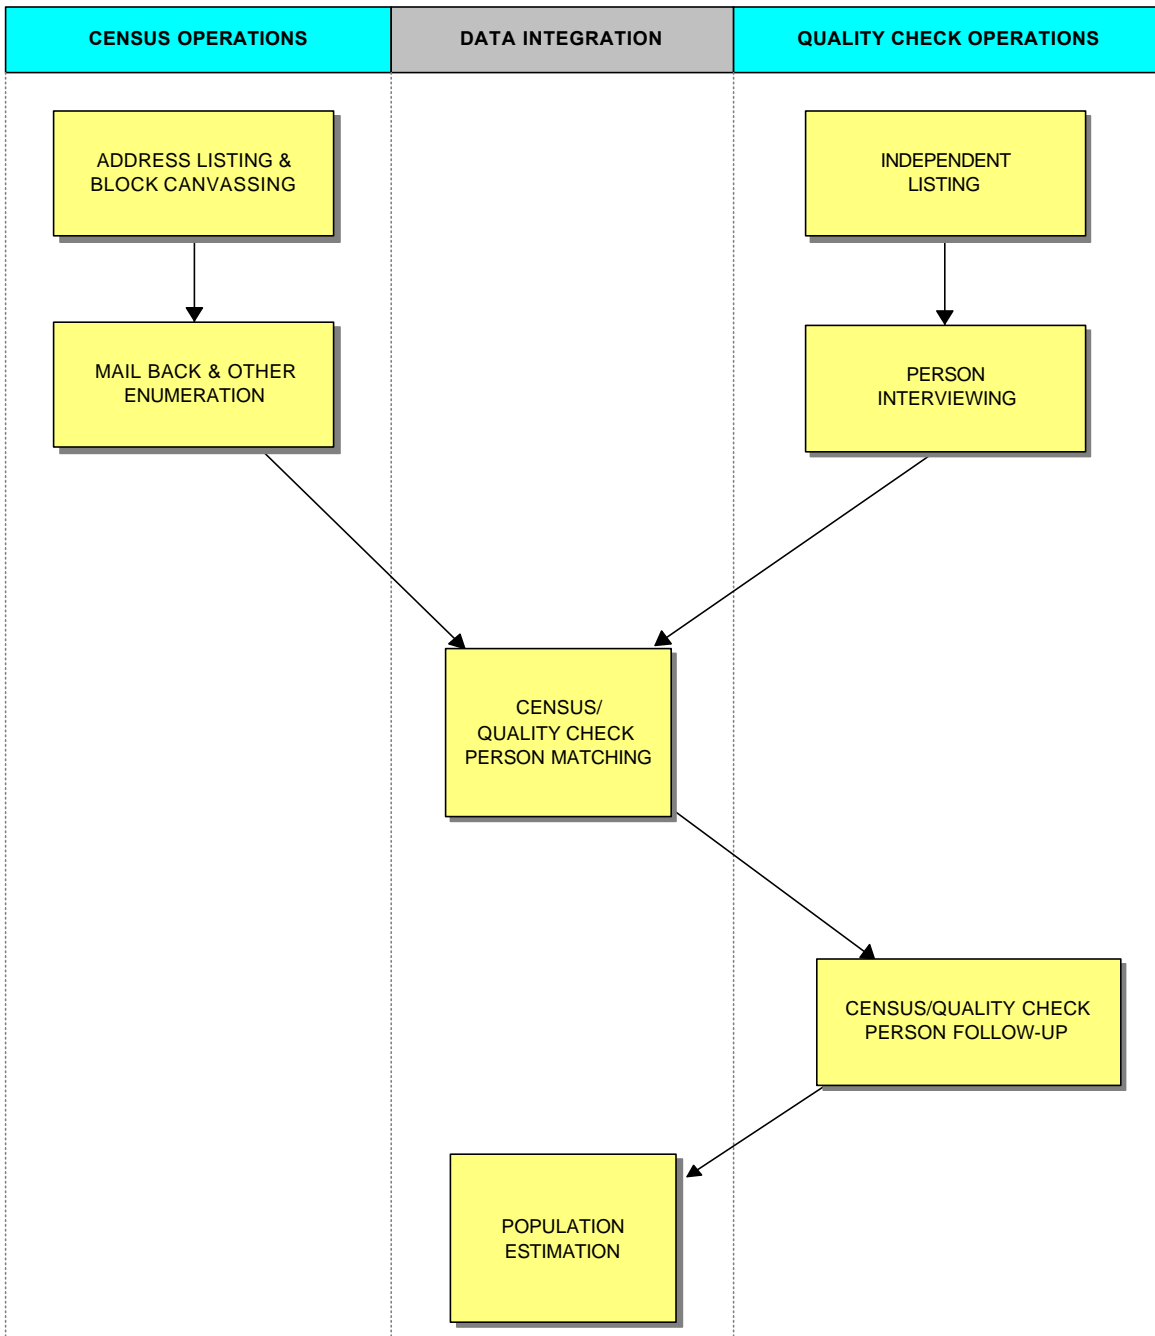 CENSUS OPERATIONS
DATA INTEGRATION
QUALITY CHECK OPERATIONS
ADDRESS LISTING &
BLOCK CANVASSING
INDEPENDENT
LISTING
MAIL BACK & OTHER
ENUMERATION
PERSON
INTERVIEWING
CENSUS/
QUALITY CHECK
PERSON MATCHING
CENSUS/QUALITY CHECK
PERSON FOLLOW-UP
POPULATION
ESTIMATION